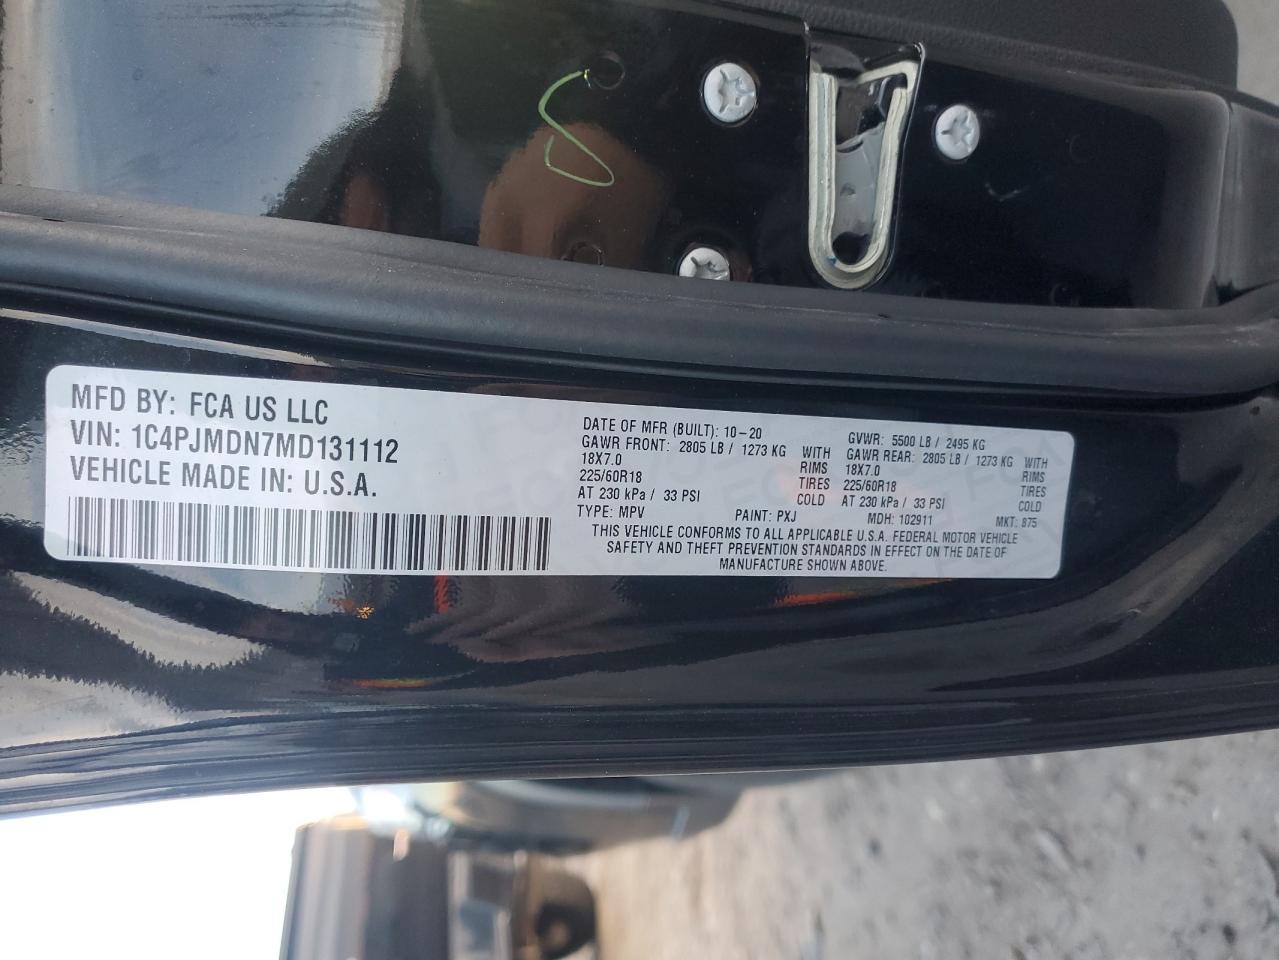 MFD BY: FCA US LLC
VIN: 1C4PJMDN7MD131112
VEHICLE MADE IN: U.S.A.
DATE OF MFR (BUILT): 10-20
GAWR FRONT: 2805 LB / 1273 KG WITH
18X7.0 RIMS
225/60R18 TIRES
AT 230 kPa / 33 PSI COLD
TYPE: MPV PAINT: PXJ
GVWR: 5500 LB / 2495 KG
GAWR REAR: 2805 LB / 1273 KG WITH
18X7.0 RIMS
225/60R18 TIRES
AT 230 kPa / 33 PSI COLD
MDH: 102911 MKT: 875
THIS VEHICLE CONFORMS TO ALL APPLICABLE U.S.A. FEDERAL MOTOR VEHICLE
SAFETY AND THEFT PREVENTION STANDARDS IN EFFECT ON THE DATE OF
MANUFACTURE SHOWN ABOVE.